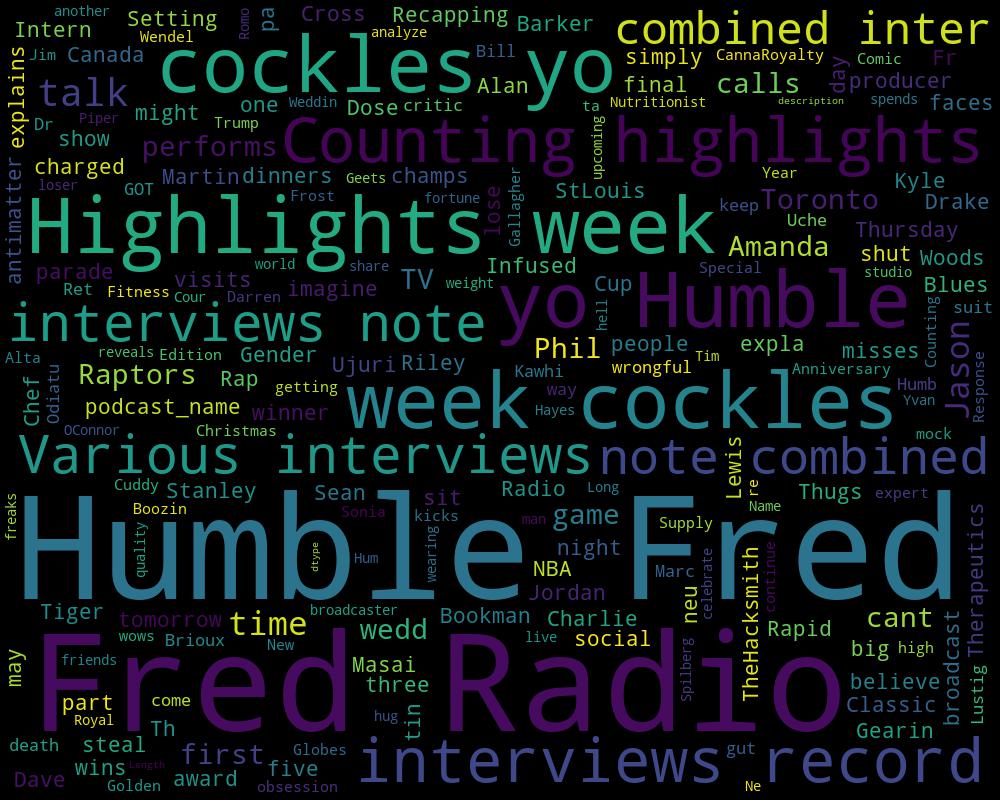 another
Intern
Setting
Wendel
Romo
pa
Cross
analyze
Recapping
Barker
combined inter
explains
Jim
Canada
cockles yo
Bill
simply
CannaRoyalty
day
Comic
Fr
talk
Alan
final
calls
producer
Dr
Piper
might
one
Weddin
Dose
critic
ta
Nutritionist
description
spends
faces
show
Trump
performs
Counting highlights
upcoming
antimatter
charged
loser
GOT
Martin
dinners
Frost
Geets
champs
fortune
lose
Gallagher
StLouis
Year
keep
Toronto
Kyle
Drake
Highlights week
Uche
Amanda
Thursday
shut
Woods
parade
visits
world
share
TV
weight
Infused
Cup
Special
studio
Blues
Ret
Fitness
Cour
Darren
imagine
yo Humble
hell
Counting
suit
interviews note
Phil
people
expla
misses
Jason
Response
Alta
reveals
Edition
Gender
Ujuri
Riley
Kawhi
wrongful
Tim
Anniversary
Chef
Odiatu
Raptors
Rap
getting
week cockles
way
Hayes
Humb
Yvan
podcast_name
winner
OConnor
Christmas
mock
Various interviews
note combined
Lewis
freaks
Cuddy
Stanley
Boozin
Sean
Sonia
sit
kicks
Radio
Long
man
game
Supply
re
Name
Thugs
expert
Humble Fred
quality
dtype
Hum
wearing
night
NBA
Jordan
Marc
neu
celebrate
TheHacksmith
continue
Therapeutics
Tiger
tomorrow
wows
Brioux
time
New
broadcaster
wedd
Bookman
live
Charlie
social
Rapid
cant
big
high
broadcast
may
friends
Fred Radio
Masai
three
Spilberg
believe
Classic
Lustig
part
Royal
come
Th
hug
tin
Gearin
death
steal
first
Globes
interviews record
gut
Dave
wins
Length
Golden
award
five
obsession
Ne